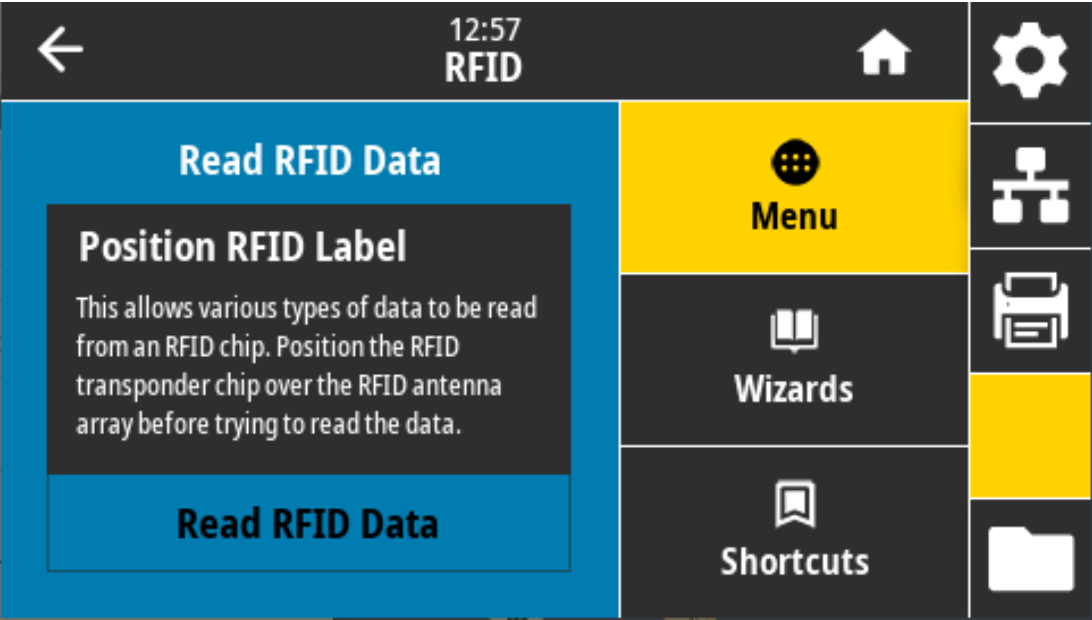 12:57
RFID
Read RFID Data
Position RFID Label
This allows various types of data to be read
from an RFID chip. Position the RFID
transponder chip over the RFID antenna
array before trying to read the data.
Read RFID Data
Menu
Wizards
Shortcuts